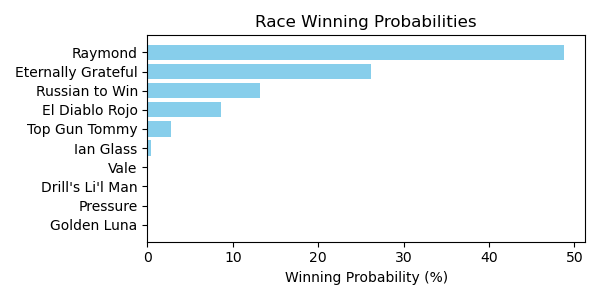 Race Winning Probabilities
Raymond
Eternally Grateful
Russian to Win
El Diablo Rojo
Top Gun Tommy
Ian Glass
Vale
Drill's Li'l Man
Pressure
Golden Luna
0 10 20 30 40 50
Winning Probability (%)